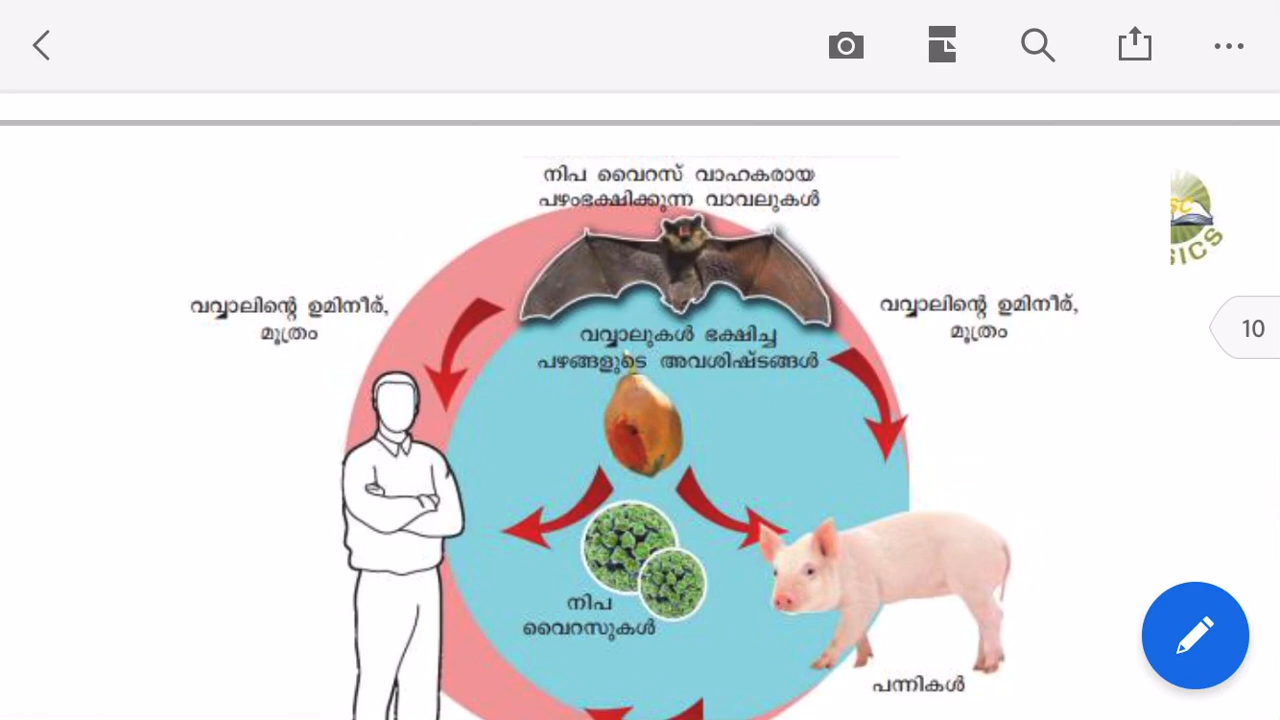 നിപ വൈറസ് വാഹകരായ
പഴംഭക്ഷിക്കുന്ന വാവലുകൾ
വവ്വാലിന്റെ ഉമിനീര്,
മൂത്രം
വവ്വാലിന്റെ ഉമിനീര്,
മൂത്രം
വവ്വാലുകൾ ഭക്ഷിച്ച
പഴങ്ങളുടെ അവശിഷ്ടങ്ങൾ
10
നിപ
വൈറസുകൾ
പന്നികൾ